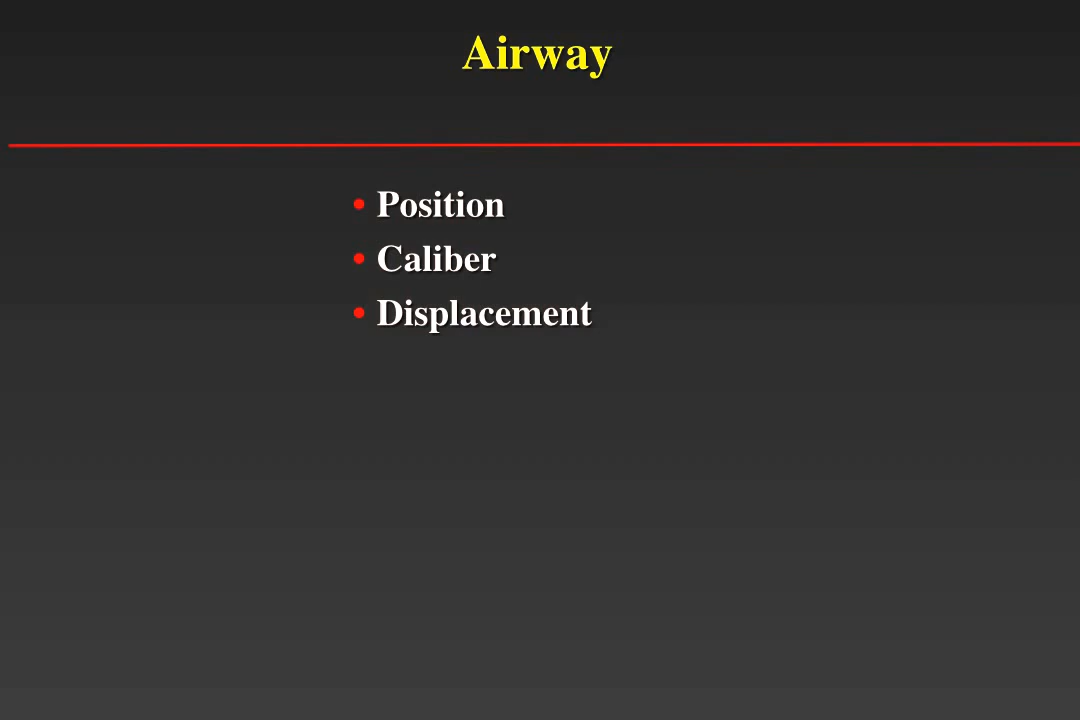 Airway
• Position
• Caliber
• Displacement